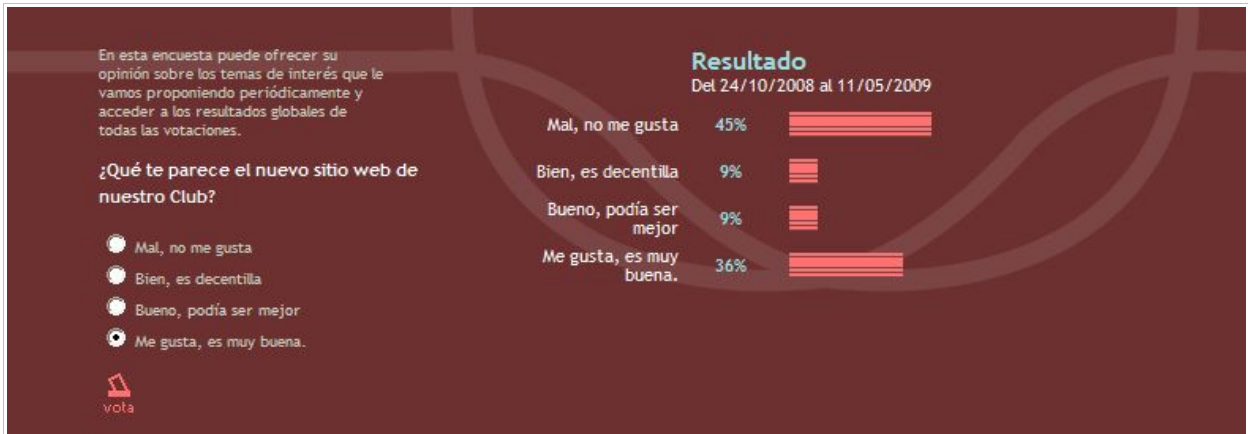 En esta encuesta puede ofrecer su
opinión sobre los temas de interés que le
vamos proponiendo periódicamente y
acceder a los resultados globales de
todas las votaciones.
¿Qué te parece el nuevo sitio web de
nuestro Club?
Mal, no me gusta
Bien, es decentilla
Bueno, podía ser mejor
Me gusta, es muy buena.
vota
Resultado
Del 24/10/2008 al 11/05/2009
Mal, no me gusta 45%
Bien, es decentilla 9%
Bueno, podía ser
mejor 9%
Me gusta, es muy
buena. 36%